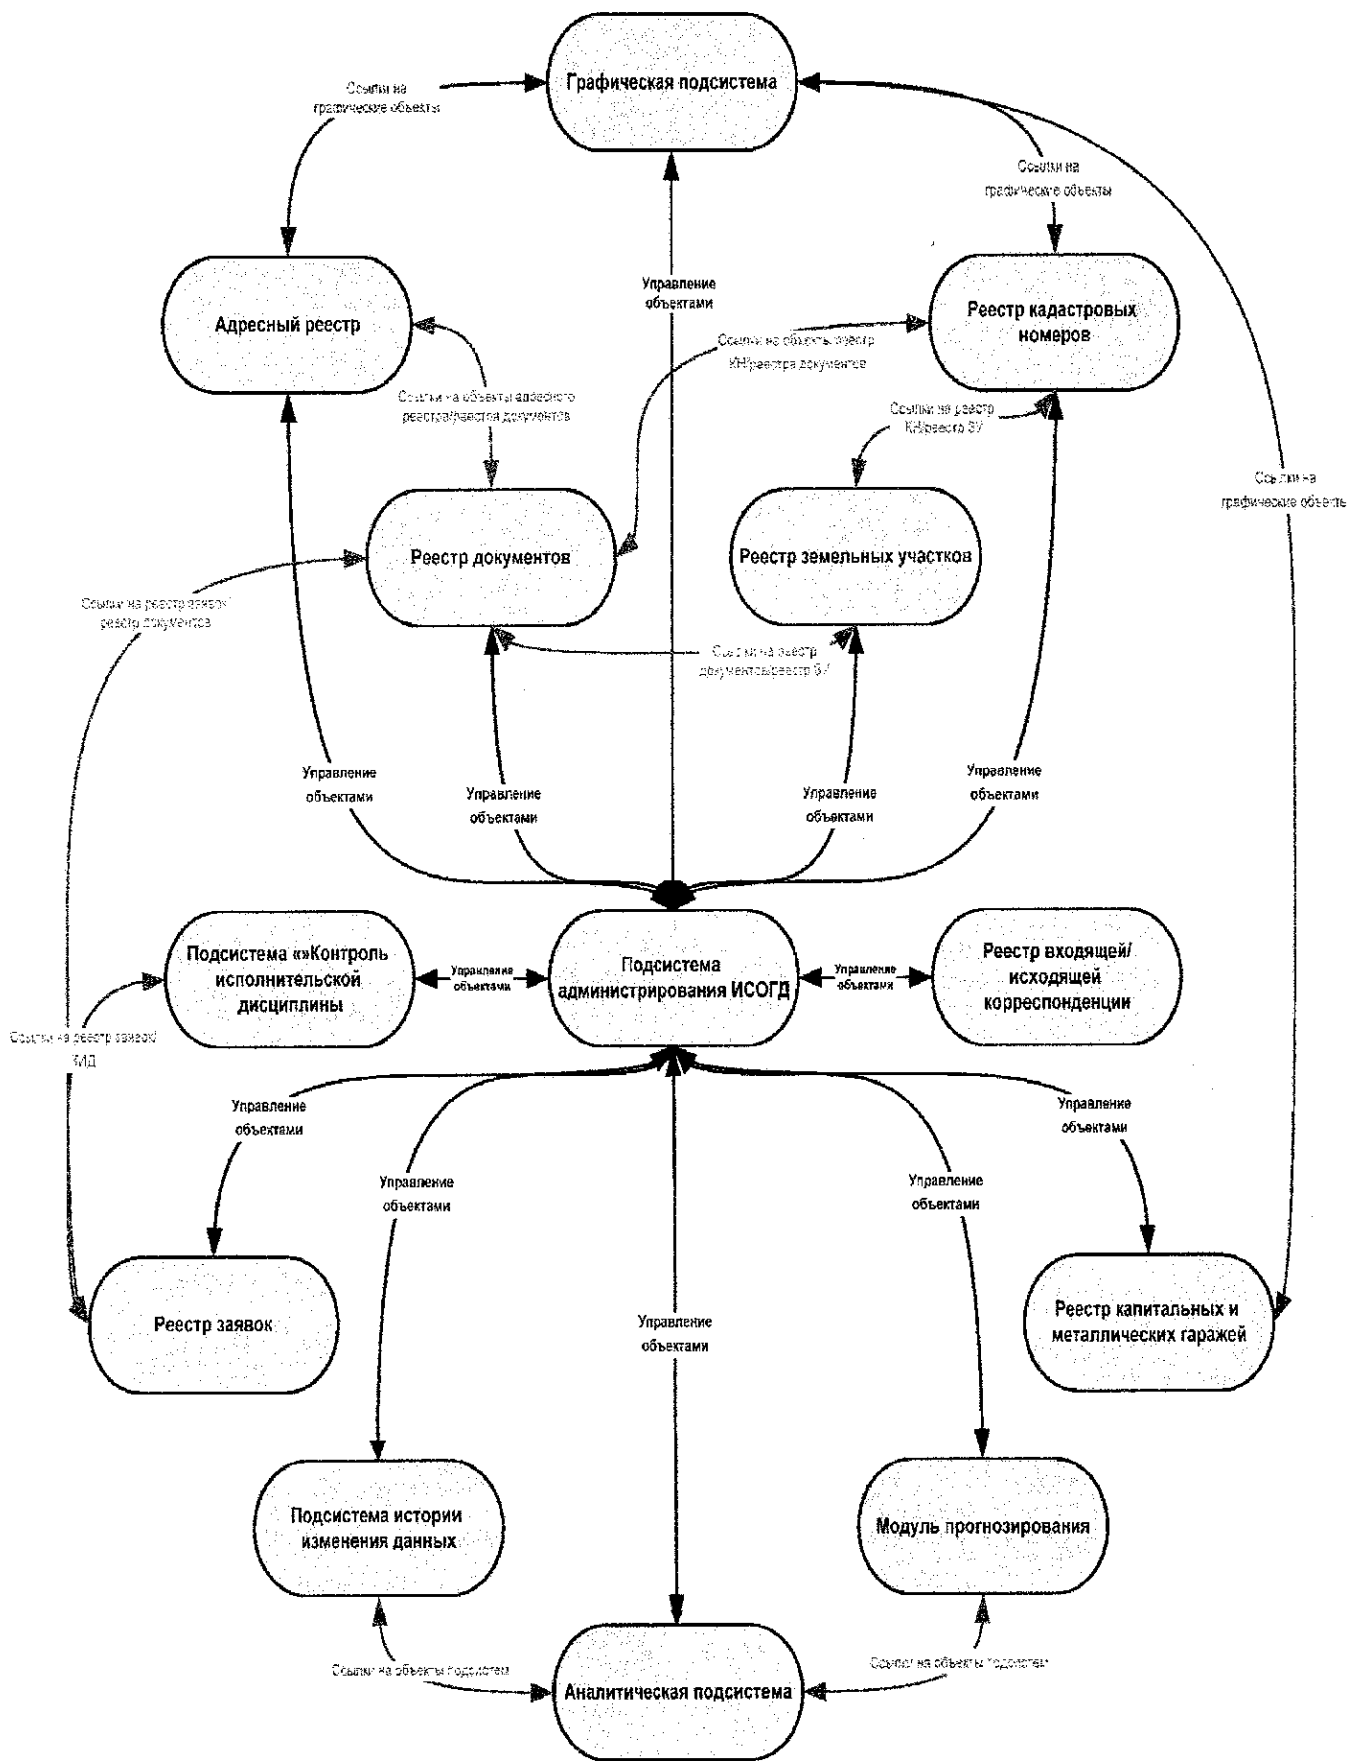 Графическая подсистема
Ссылки на
графические объекты
Ссылки на
графические объекты
Управление
объектами
Адресный реестр
Реестр кадастровых
номеров
Ссылки на объекты реестр
КН/реестра документов
Ссылки на объекты адресного
реестра/реестра документов
Ссылки на реестр
КН/реестр ЗУ
Ссылки на
графические объекты
Реестр документов
Реестр земельных участков
Ссылки на реестр заявок/
реестр документов
Ссылки на реестр
документов/реестр ЗУ
Управление
объектами
Управление
объектами
Управление
объектами
Управление
объектами
Подсистема «»Контроль
исполнительской
дисциплины
Управление
объектами
Подсистема
администрирования ИСОГД
Управление
объектами
Реестр входящей/
исходящей
корреспонденции
Ссылки на реестр заявок/
КИД
Управление
объектами
Управление
объектами
Управление
объектами
Управление
объектами
Реестр заявок
Управление
объектами
Реестр капитальных и
металлических гаражей
Подсистема истории
изменения данных
Модуль прогнозирования
Ссылки на объекты подсистем
Ссылки на объекты подсистем
Аналитическая подсистема